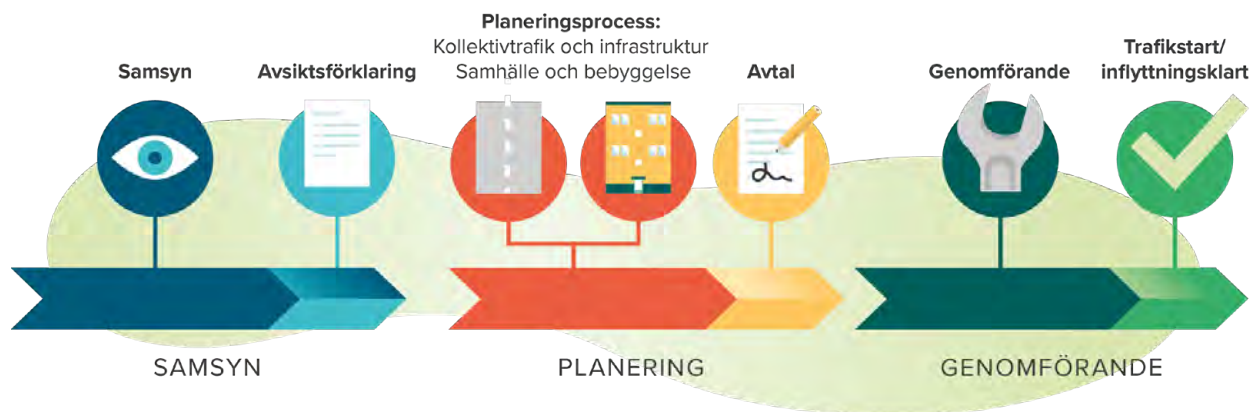 Samsyn
Avsiktsförklaring
Planeringsprocess:
Kollektivtrafik och infrastruktur
Samhälle och bebyggelse
Avtal
Genomförande
Trafikstart/
inflyttningsklart
SAMSYN
PLANERING
GENOMFÖRANDE